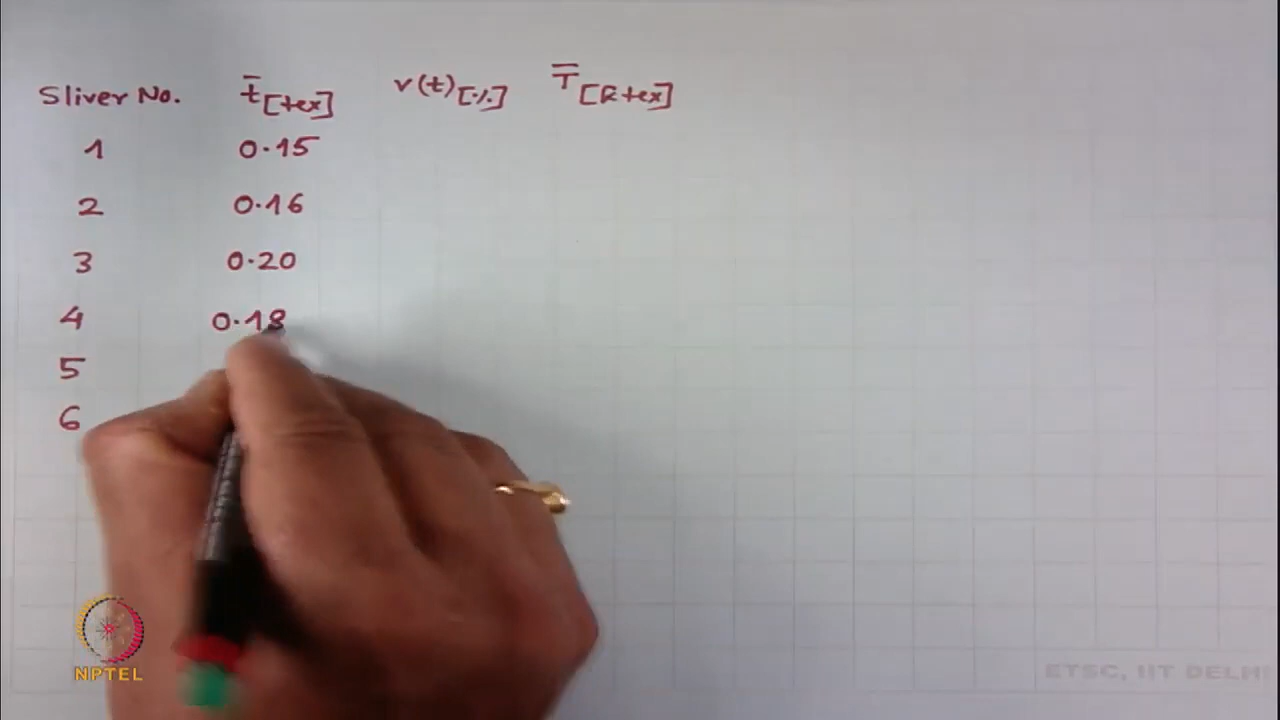 Sliver No. t̄[tex] v(t)[%] T̄̄[ktex]
1 0.15
2 0.16
3 0.20
4 0.18
5
6
NPTEL
ETSC, IIT DELHI